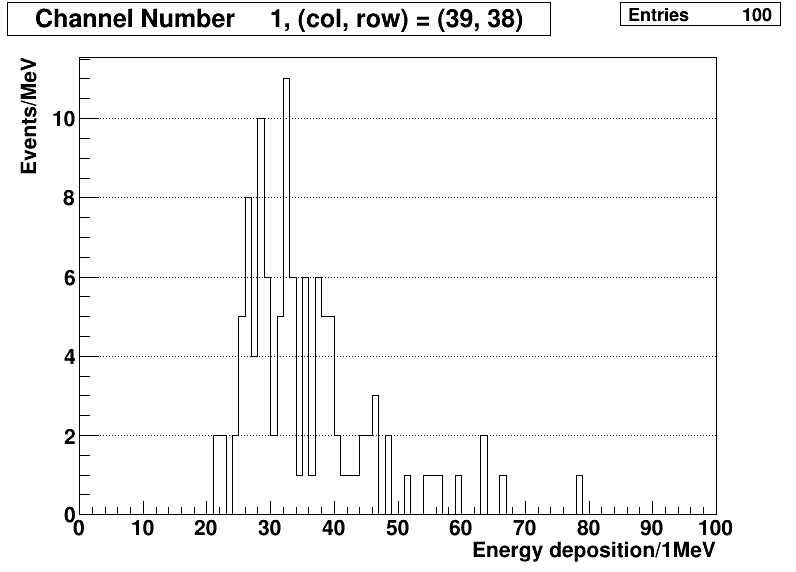 Channel Number 1, (col, row) = (39, 38)
Entries 100
Events/MeV
10
8
6
4
2
0
0 10 20 30 40 50 60 70 80 90 100
Energy deposition/1MeV